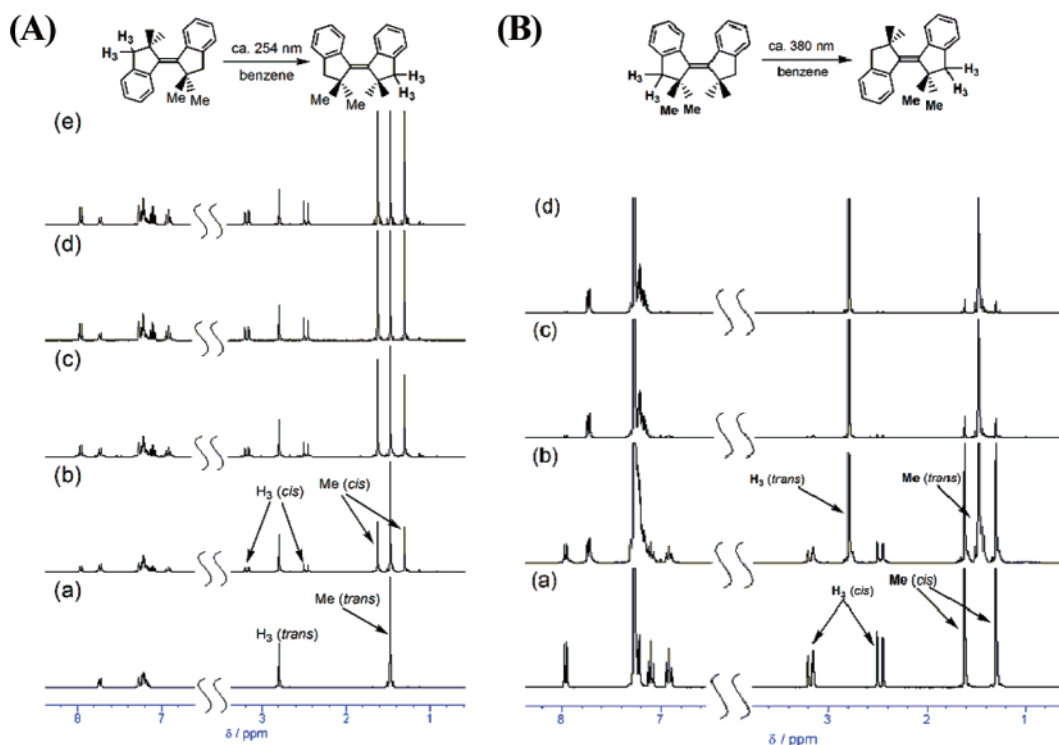 (A)
H3
H3
Me
Me
ca. 254 nm
benzene
Me
Me
H3
H3
(e)
(d)
(c)
(b)
H3 (cis)
Me (cis)
(a)
H3 (trans)
Me (trans)
8 7 3 2 1
δ / ppm
(B)
H3
H3
Me Me
ca. 380 nm
benzene
H3
H3
Me
Me
(d)
(c)
(b)
H3 (trans)
Me (trans)
(a)
H3 (cis)
Me (cis)
8 7 3 2 1
δ / ppm